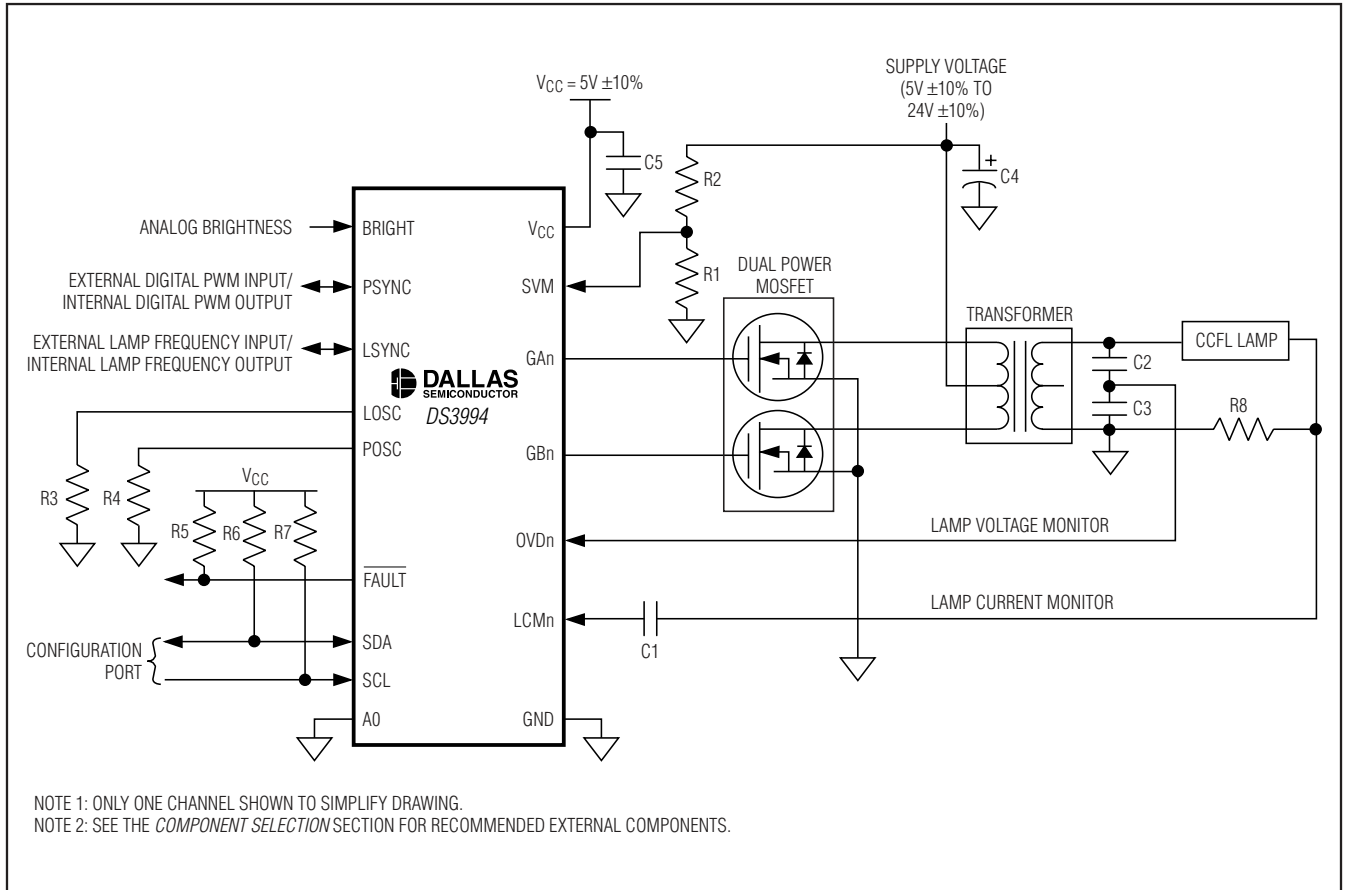 VCC = 5V ±10%
SUPPLY VOLTAGE
(5V ±10% TO
24V ±10%)
C5
R2
C4
+
ANALOG BRIGHTNESS
BRIGHT
VCC
EXTERNAL DIGITAL PWM INPUT/
INTERNAL DIGITAL PWM OUTPUT
PSYNC
SVM
R1
DUAL POWER
MOSFET
TRANSFORMER
EXTERNAL LAMP FREQUENCY INPUT/
INTERNAL LAMP FREQUENCY OUTPUT
LSYNC
GAn
CCFL LAMP
C2
DALLAS
SEMICONDUCTOR
DS3994
LOSC
C3
R8
POSC
GBn
VCC
R3
R4
R5
R6
R7
OVDn
LAMP VOLTAGE MONITOR
FAULT
LCMn
C1
LAMP CURRENT MONITOR
CONFIGURATION
PORT
SDA
SCL
A0
GND
NOTE 1: ONLY ONE CHANNEL SHOWN TO SIMPLIFY DRAWING.
NOTE 2: SEE THE COMPONENT SELECTION SECTION FOR RECOMMENDED EXTERNAL COMPONENTS.